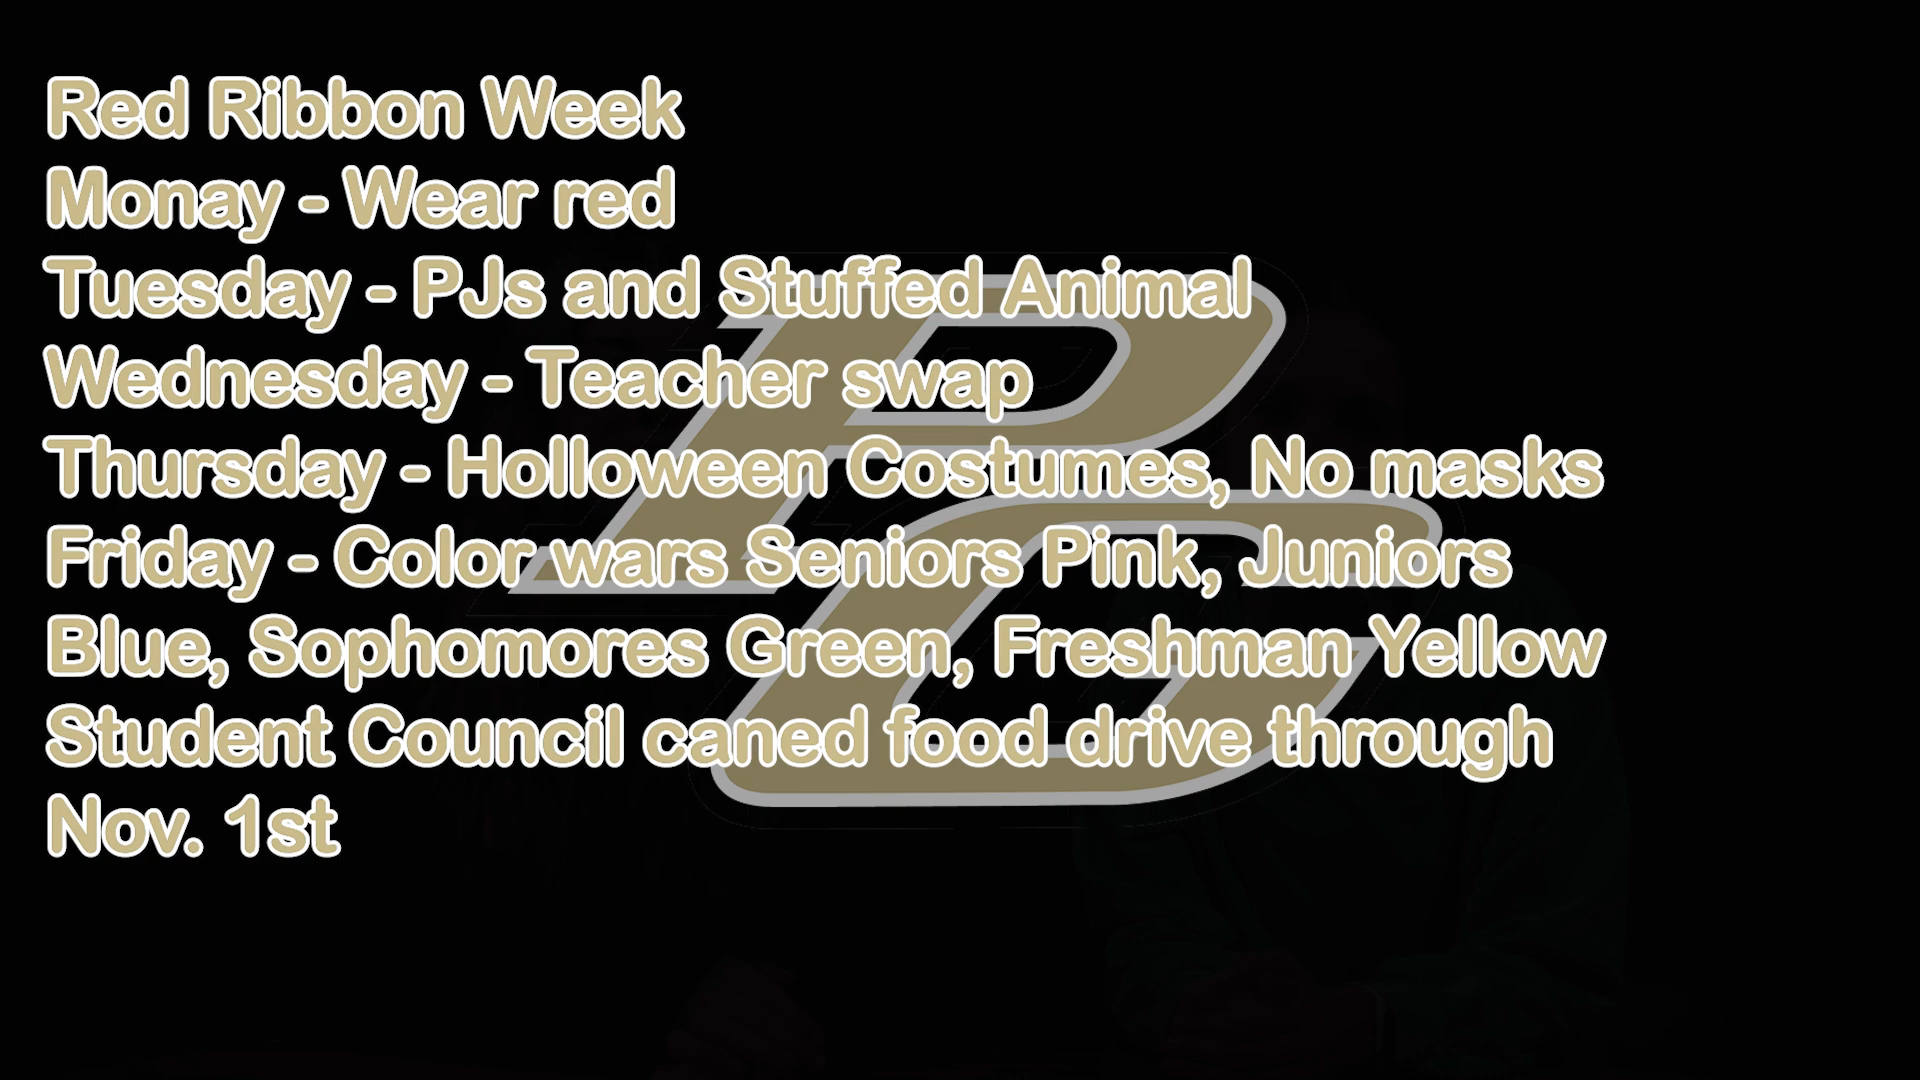 Red Ribbon Week
Monay - Wear red
Tuesday - PJs and Stuffed Animal
Wednesday - Teacher swap
Thursday - Holloween Costumes, No masks
Friday - Color wars Seniors Pink, Juniors
Blue, Sophomores Green, Freshman Yellow
Student Council caned food drive through
Nov. 1st
PC